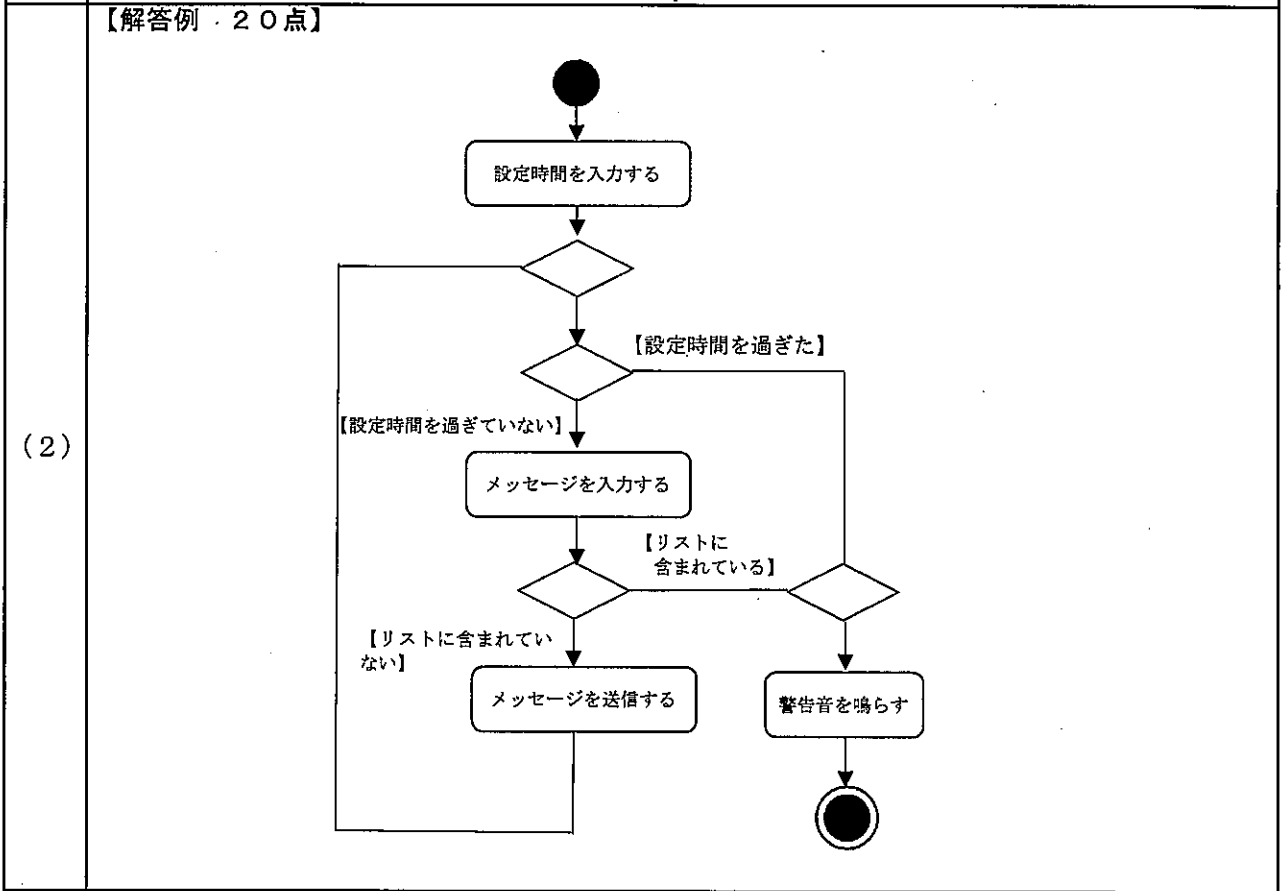 【解答例 ２０点】
設定時間を入力する
【設定時間を過ぎた】
【設定時間を過ぎていない】
(2)
メッセージを入力する
【リストに
含まれている】
【リストに含まれてい
ない】
メッセージを送信する
警告音を鳴らす